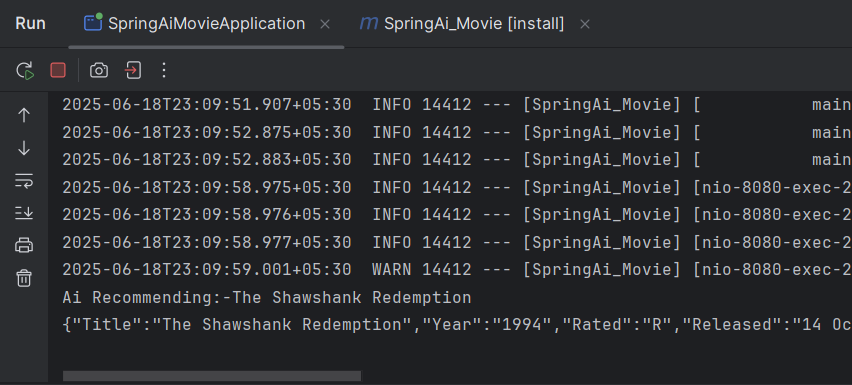 Run SpringAiMovieApplication SpringAi_Movie [install]
2025-06-18T23:09:51.907+05:30  INFO 14412 --- [SpringAi_Movie] [           main
2025-06-18T23:09:52.875+05:30  INFO 14412 --- [SpringAi_Movie] [           main
2025-06-18T23:09:52.883+05:30  INFO 14412 --- [SpringAi_Movie] [           main
2025-06-18T23:09:58.975+05:30  INFO 14412 --- [SpringAi_Movie] [nio-8080-exec-2
2025-06-18T23:09:58.976+05:30  INFO 14412 --- [SpringAi_Movie] [nio-8080-exec-2
2025-06-18T23:09:58.977+05:30  INFO 14412 --- [SpringAi_Movie] [nio-8080-exec-2
2025-06-18T23:09:59.001+05:30  WARN 14412 --- [SpringAi_Movie] [nio-8080-exec-2
Ai Recommending:-The Shawshank Redemption
{"Title":"The Shawshank Redemption","Year":"1994","Rated":"R","Released":"14 Oc